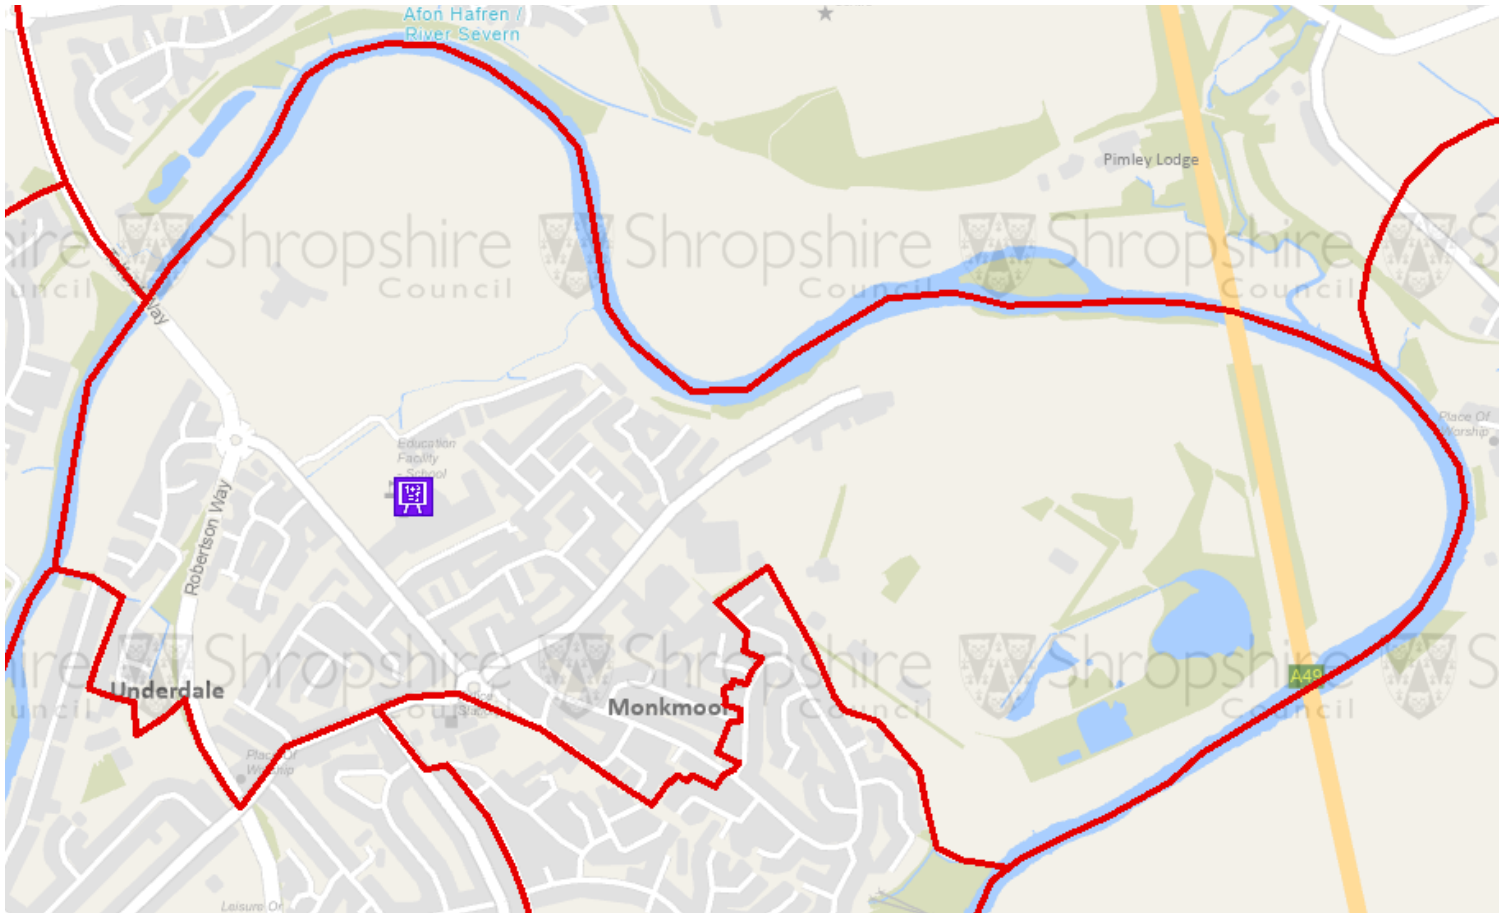 Afon Hafren /
River Severn
Pimley Lodge
Shropshire
Council
Shropshire
Council
Shropshire
Council
Way
Place Of
Worship
Education
Facility
- School
Robertson Way
Shropshire
Council
Shropshire
Council
Shropshire
Council
Underdale
A49
Monkmoor
Place Of
Worship
Leisure Or